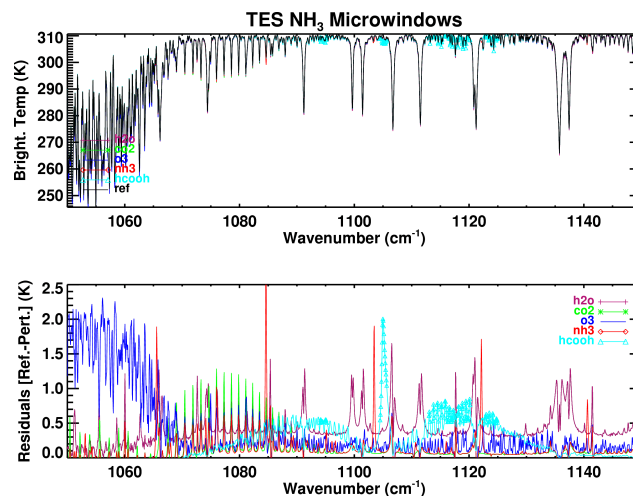 TES NH3 Microwindows
Bright. Temp (K)
310
300
290
280
270
260
250
h2o
co2
o3
nh3
hcooh
ref
1060 1080 1100 1120 1140
Wavenumber (cm-1)
Residuals [Ref.-Pert.] (K)
2.5
2.0
1.5
1.0
0.5
0.0
h2o
co2
o3
nh3
hcooh
1060 1080 1100 1120 1140
Wavenumber (cm-1)